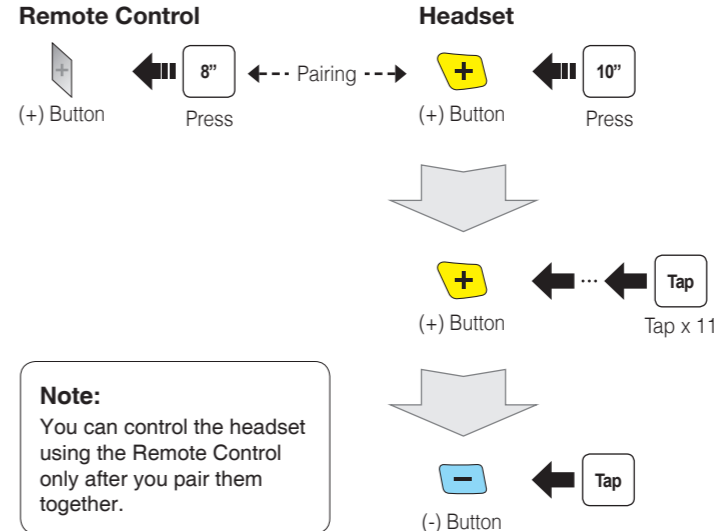 Remote Control
Headset
+
8”
Pairing
+
10”
(+) Button
Press
(+) Button
Press
+
...
Tap
(+) Button
Tap x 11
Note:
You can control the headset
using the Remote Control
only after you pair them
together.
−
Tap
(-) Button